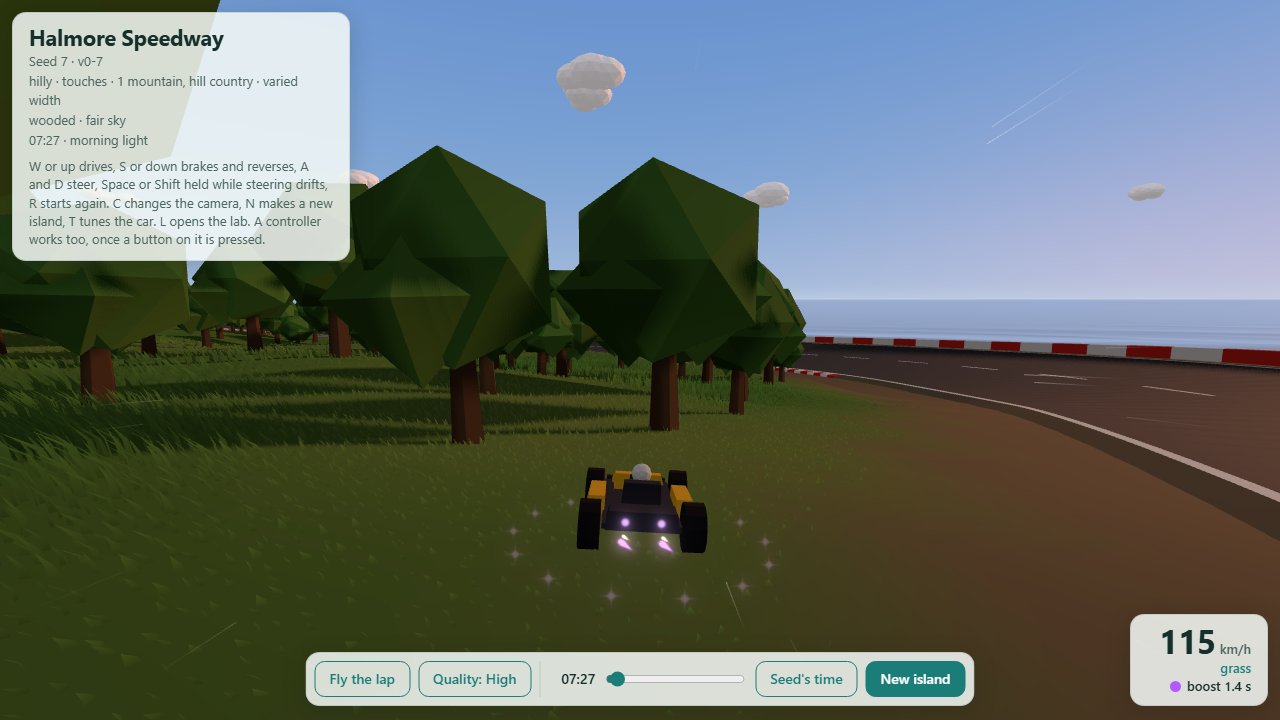 Halmore Speedway
Seed 7 · v0-7
hilly · touches · 1 mountain, hill country · varied
width
wooded · fair sky
07:27 · morning light
W or up drives, S or down brakes and reverses, A
and D steer, Space or Shift held while steering drifts,
R starts again. C changes the camera, N makes a new
island, T tunes the car. L opens the lab. A controller
works too, once a button on it is pressed.
115 km/h
grass
boost 1.4 s
Fly the lap
Quality: High
07:27
Seed's time
New island